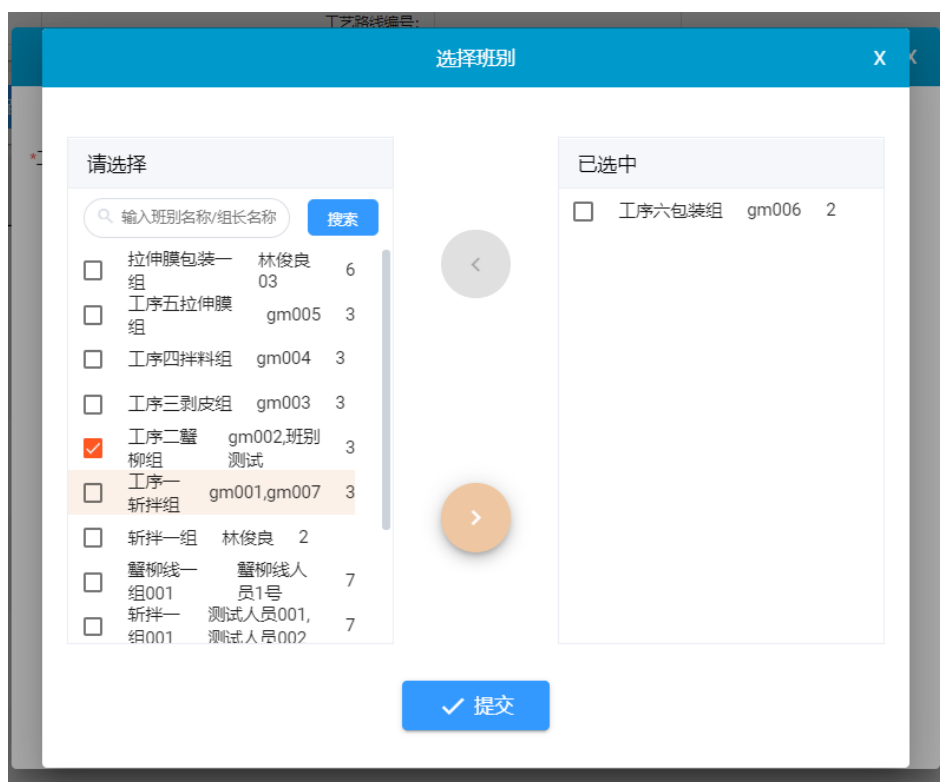 工艺路线编号:
选择班别
X
X
请选择
输入班别名称/组长名称
搜索
拉伸膜包装一组
林俊良03
6
工序五拉伸膜组
gm005
3
工序四拌料组
gm004
3
工序三剥皮组
gm003
3
工序二蟹柳组
gm002,班别测试
3
工序一斩拌组
gm001,gm007
3
斩拌一组
林俊良
2
蟹柳线一组001
蟹柳线人员1号
7
斩拌一组001
测试人员001,测试人员002
7
已选中
工序六包装组
gm006
2
提交